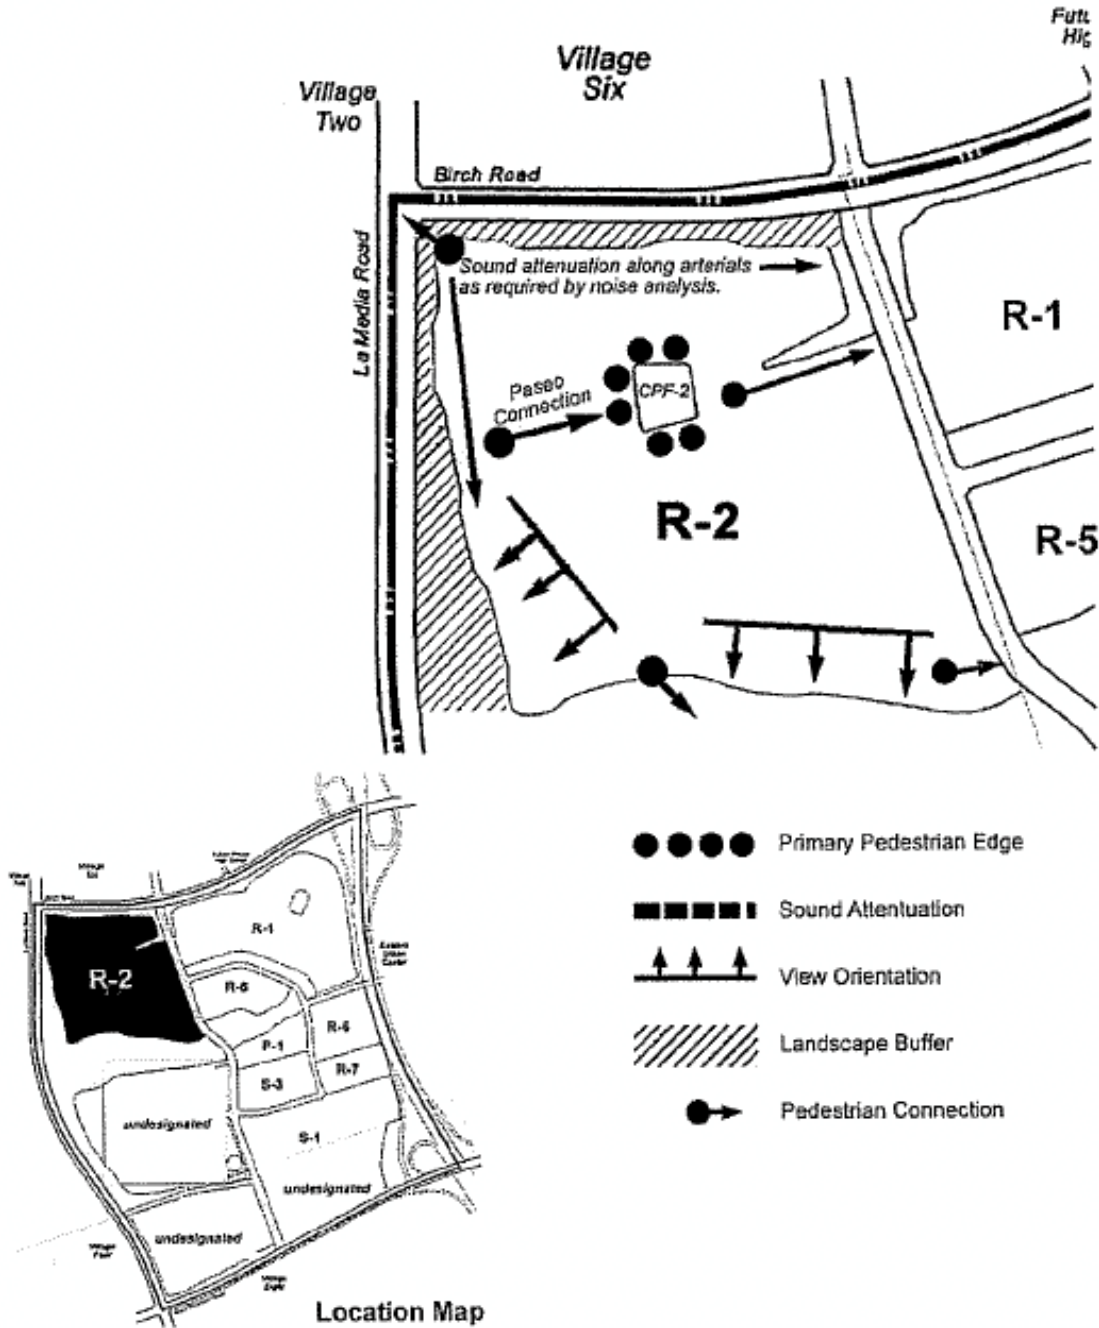 Village
Six
Village
Two
Birch Road
La Media Road
Sound attenuation along arterials
as required by noise analysis.
R-1
Paseo
Connection
CPF-2
R-2
R-5
Primary Pedestrian Edge
Sound Attentuation
View Orientation
Landscape Buffer
Pedestrian Connection
R-1
R-2
R-6
P-1
S-3
R-7
undesignated
S-1
undesignated
undesignated
Location Map